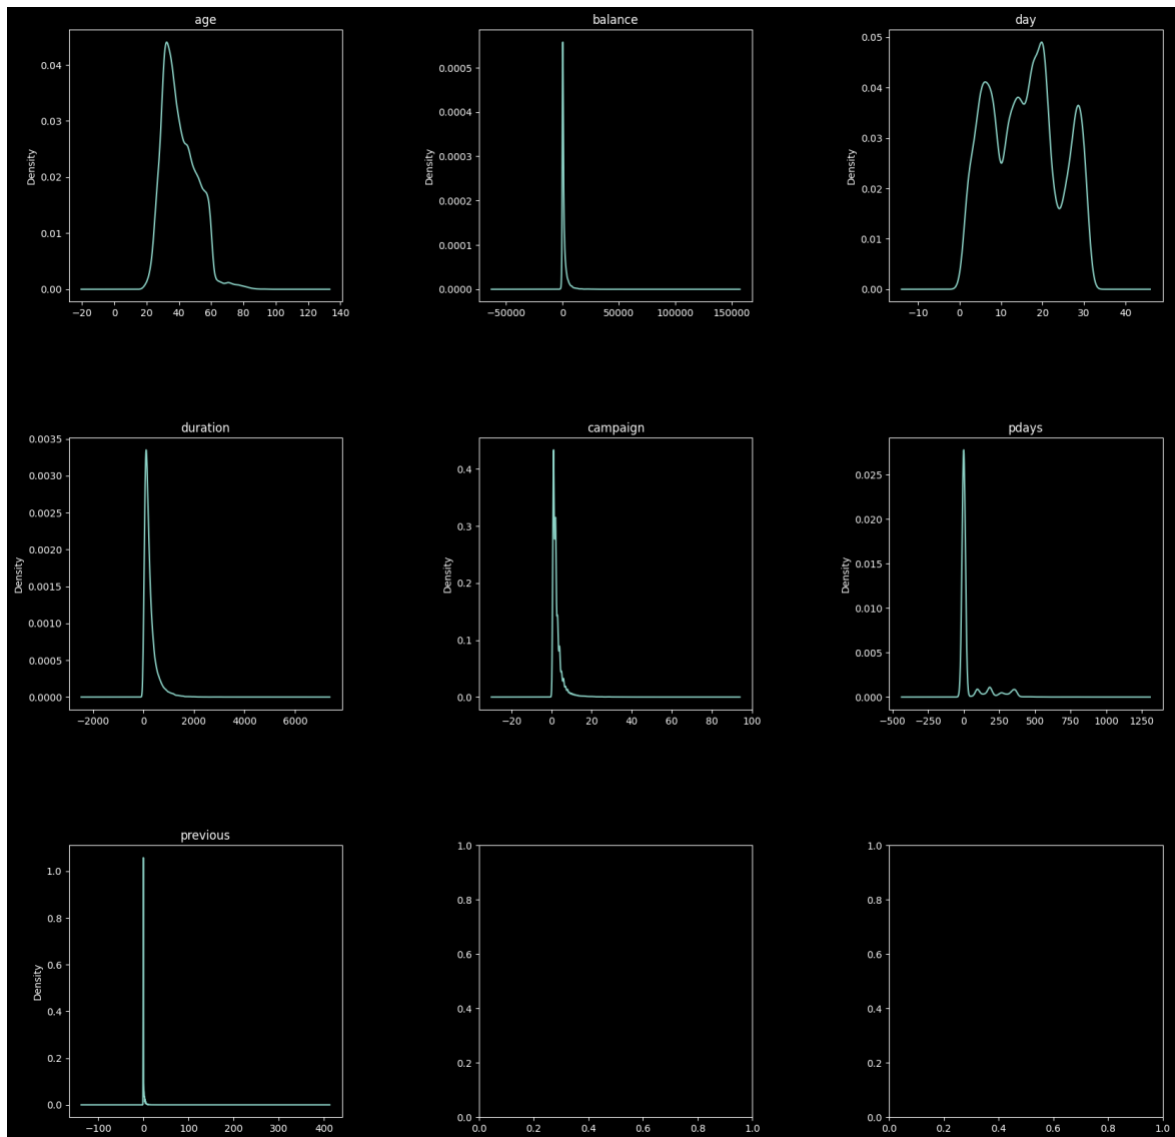 age
0.04
0.03
0.02
0.01
0.00
Density
−20 0 20 40 60 80 100 120 140
balance
0.0005
0.0004
0.0003
0.0002
0.0001
0.0000
Density
−50000 0 50000 100000 150000
day
0.05
0.04
0.03
0.02
0.01
0.00
Density
−10 0 10 20 30 40
duration
0.0035
0.0030
0.0025
0.0020
0.0015
0.0010
0.0005
0.0000
Density
−2000 0 2000 4000 6000
campaign
0.4
0.3
0.2
0.1
0.0
Density
−20 0 20 40 60 80 100
pdays
0.025
0.020
0.015
0.010
0.005
0.000
Density
−500 −250 0 250 500 750 1000 1250
previous
1.0
0.8
0.6
0.4
0.2
0.0
Density
−100 0 100 200 300 400
1.0
0.8
0.6
0.4
0.2
0.0
0.0 0.2 0.4 0.6 0.8 1.0
1.0
0.8
0.6
0.4
0.2
0.0
0.0 0.2 0.4 0.6 0.8 1.0